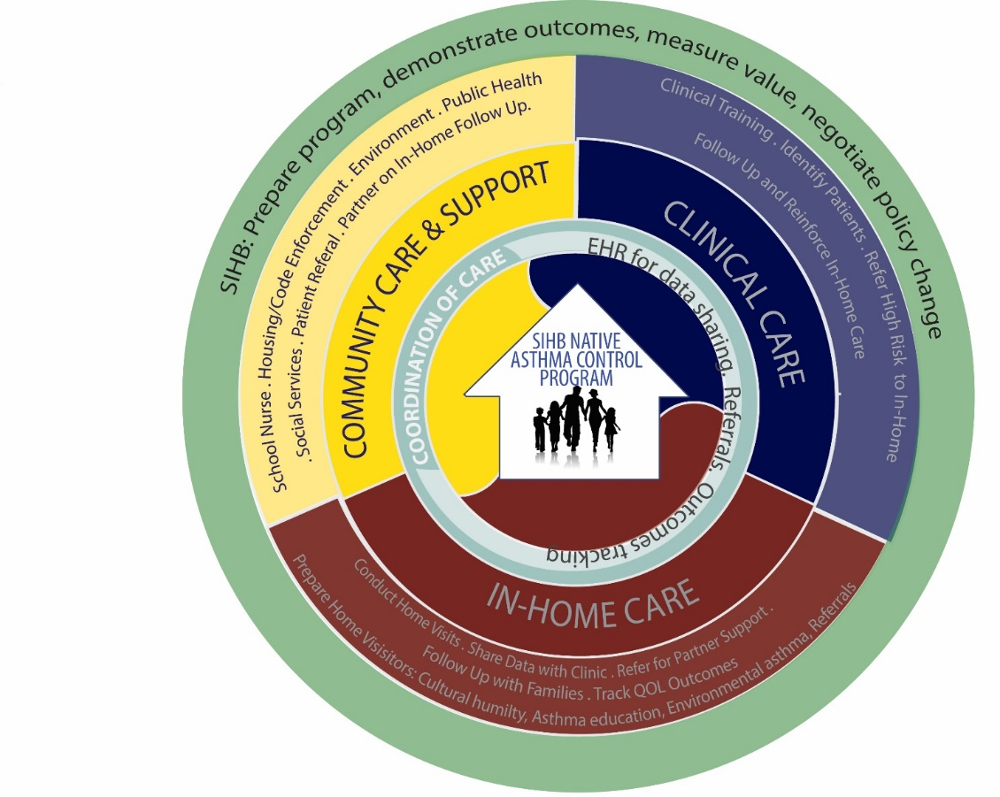 SIHB: Prepare program, demonstrate outcomes, measure value, negotiate policy change
School Nurse . Housing/Code Enforcement . Environment . Public Health
. Social Services . Patient Referal . Partner on In-Home Follow Up.
COMMUNITY CARE & SUPPORT
Clinical Training . Identify Patients . Refer High Risk to In-Home
Follow Up and Reinforce In-Home Care
CLINICAL CARE
COORDINATION OF CARE
EHR for data sharing. Referrals. Outcomes tracking
SIHB NATIVE
ASTHMA CONTROL
PROGRAM
IN-HOME CARE
Conduct Home Visits . Share Data with Clinic . Refer for Partner Support .
Follow Up with Families . Track QOL Outcomes
Prepare Home Visisitors: Cultural humilty, Asthma education, Environmental asthma, Referrals